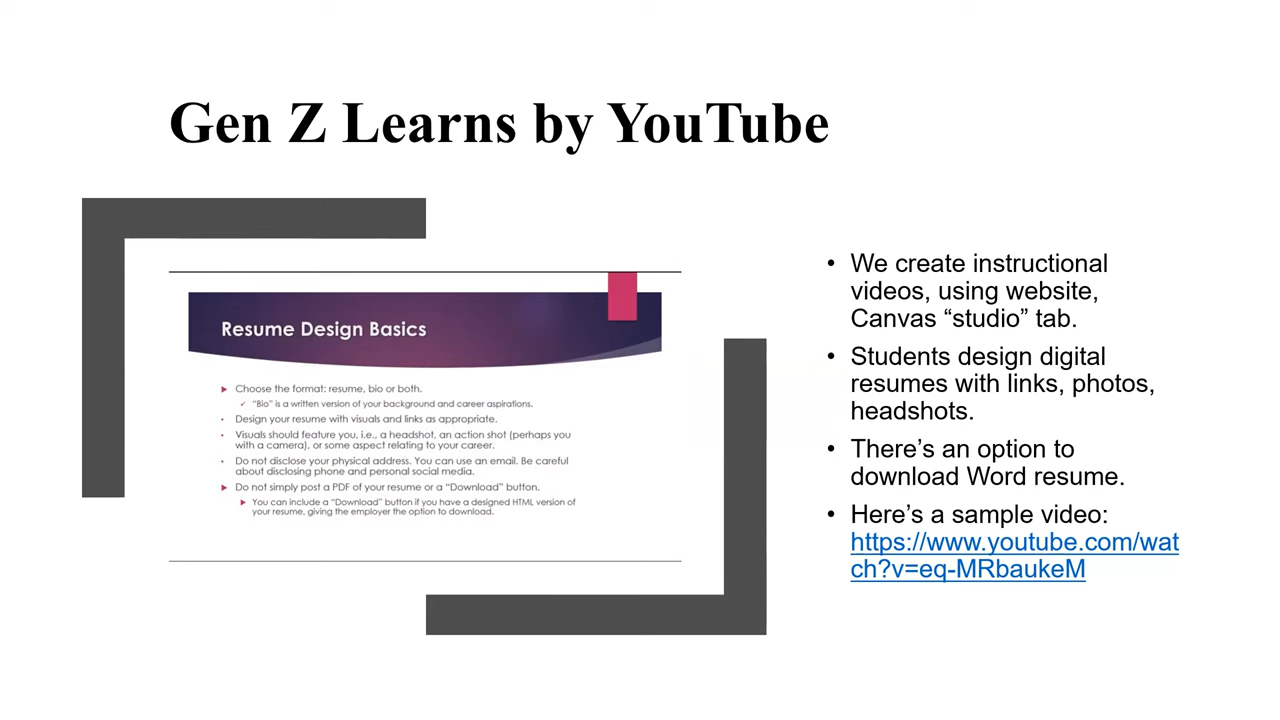 Gen Z Learns by YouTube
Resume Design Basics
Choose the format: resume, bio or both.
"Bio" is a written version of your background and career aspirations.
Design your resume with visuals and links as appropriate.
Visuals should feature you, i.e., a headshot, an action shot (perhaps you
with a camera), or some aspect relating to your career.
Do not disclose your physical address. You can use an email. Be careful
about disclosing phone and personal social media.
Do not simply post a PDF of your resume or a "Download" button.
You can include a "Download" button if you have a designed HTML version of
your resume, giving the employer the option to download.
• We create instructional
videos, using website,
Canvas “studio” tab.
• Students design digital
resumes with links, photos,
headshots.
• There’s an option to
download Word resume.
• Here’s a sample video:
https://www.youtube.com/wat
ch?v=eq-MRbaukeM